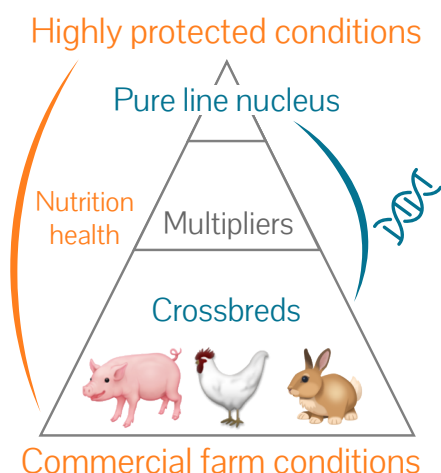 Highly protected conditions
Pure line nucleus
Nutrition
health
Multipliers
Crossbreds
Commercial farm conditions